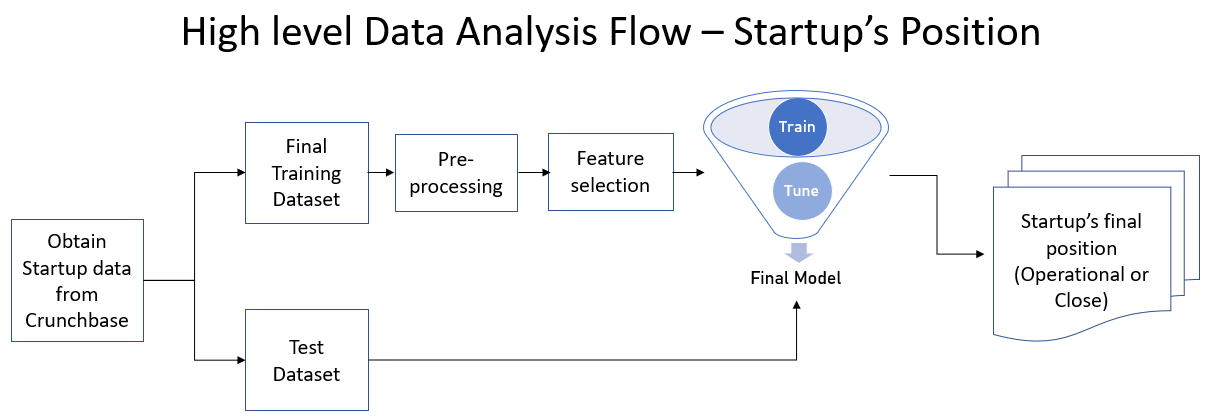 High level Data Analysis Flow – Startup’s Position
Obtain
Startup data
from
Crunchbase
Final
Training
Dataset
Pre-
processing
Feature
selection
Train
Tune
Final Model
Test
Dataset
Startup’s final
position
(Operational or
Close)